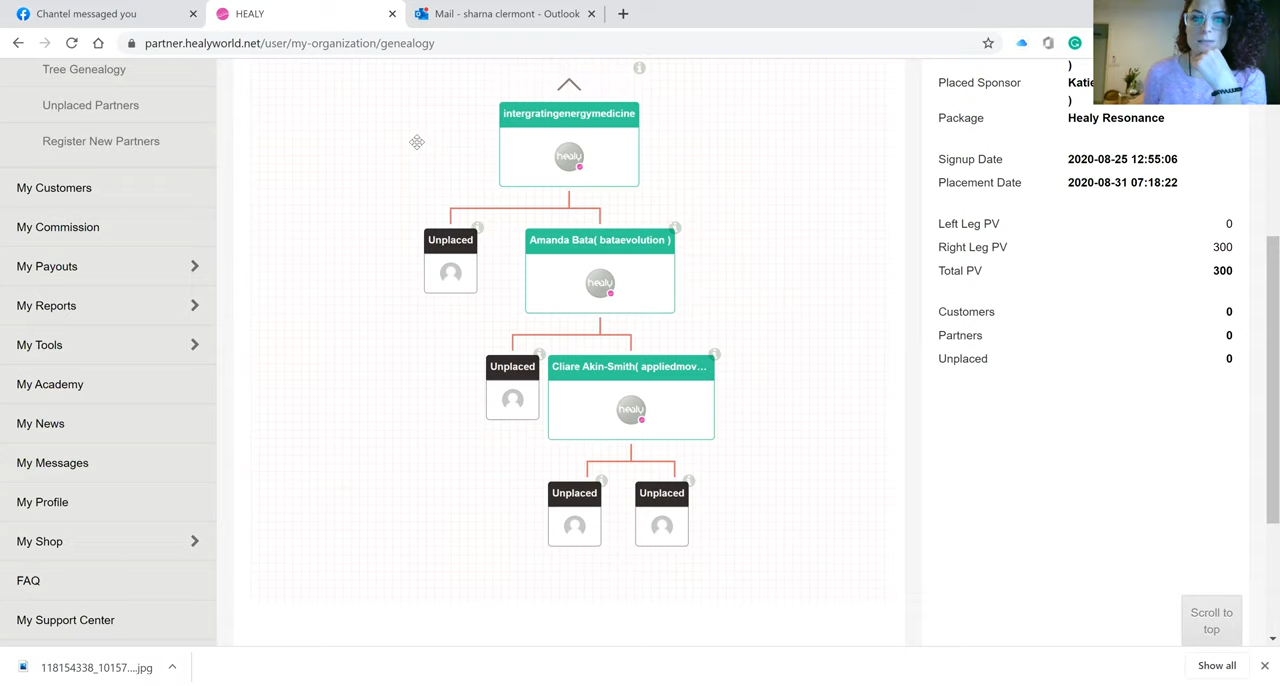 Chantel messaged you
HEALY
Mail - sharna clermont - Outlook
partner.healyworld.net/user/my-organization/genealogy
Tree Genealogy
Unplaced Partners
Register New Partners
My Customers
My Commission
My Payouts
My Reports
My Tools
My Academy
My News
My Messages
My Profile
My Shop
FAQ
My Support Center
intergratingenergymedicine
healy
Unplaced
Amanda Bata( bataevolution )
healy
Unplaced
Cliare Akin-Smith( appliedmov...
healy
Unplaced
Unplaced
)
Placed Sponsor Katie
)
Package Healy Resonance
Signup Date 2020-08-25 12:55:06
Placement Date 2020-08-31 07:18:22
Left Leg PV 0
Right Leg PV 300
Total PV 300
Customers 0
Partners 0
Unplaced 0
Scroll to
top
118154338_10157....jpg
Show all